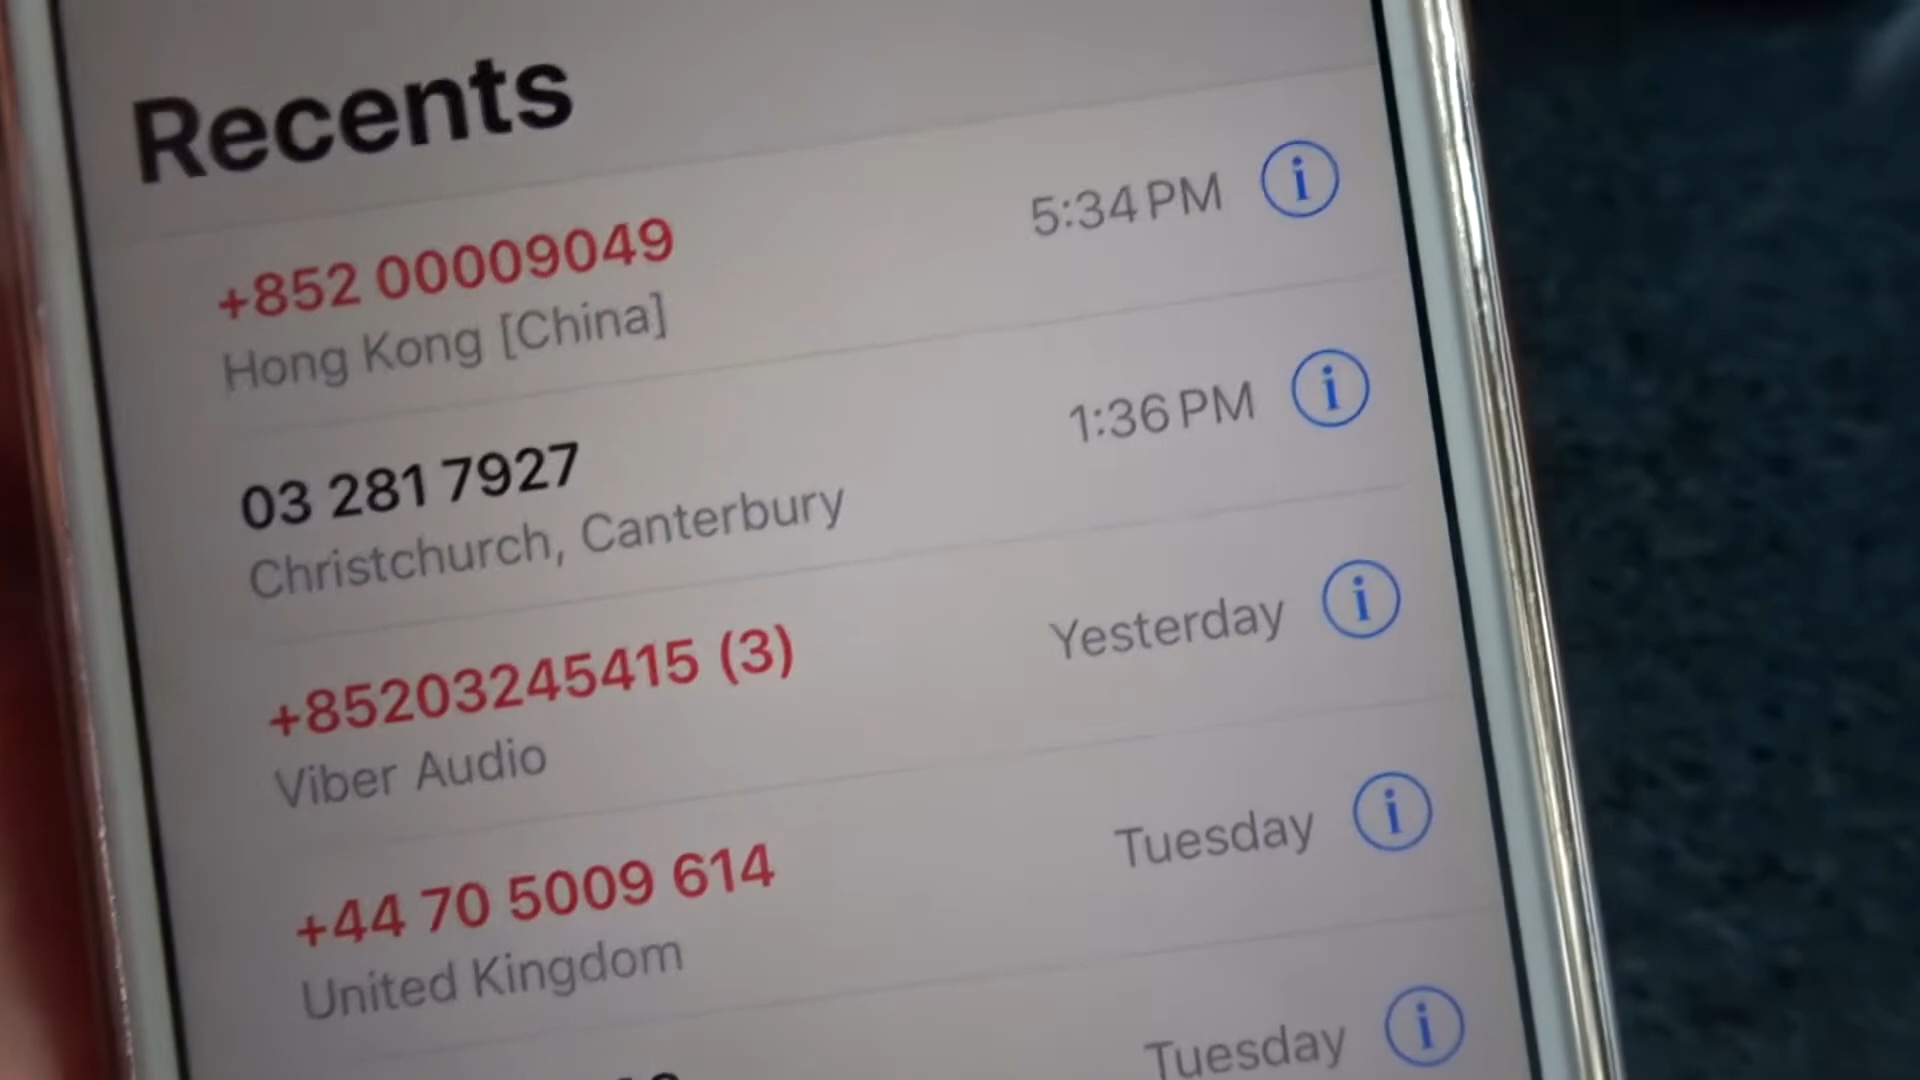 Recents
+852 00009049
5:34 PM
Hong Kong [China]
03 281 7927
1:36 PM
Christchurch, Canterbury
+85203245415 (3)
Yesterday
Viber Audio
+44 70 5009 614
Tuesday
United Kingdom
Tuesday